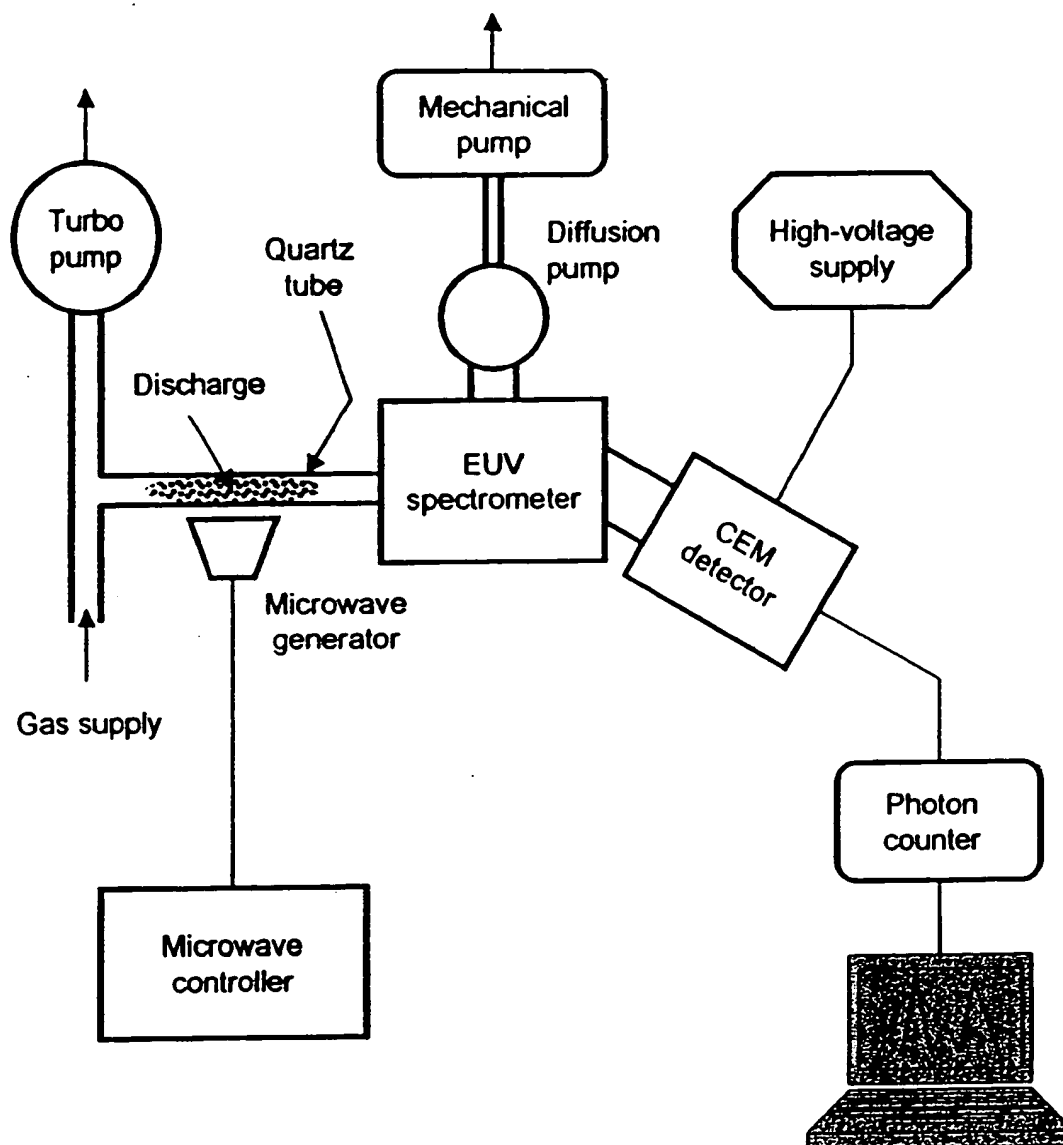 Mechanical
pump
Turbo
pump
Quartz
tube
Diffusion
pump
High-voltage
supply
Discharge
EUV
spectrometer
CEM
detector
Microwave
generator
Gas supply
Photon
counter
Microwave
controller